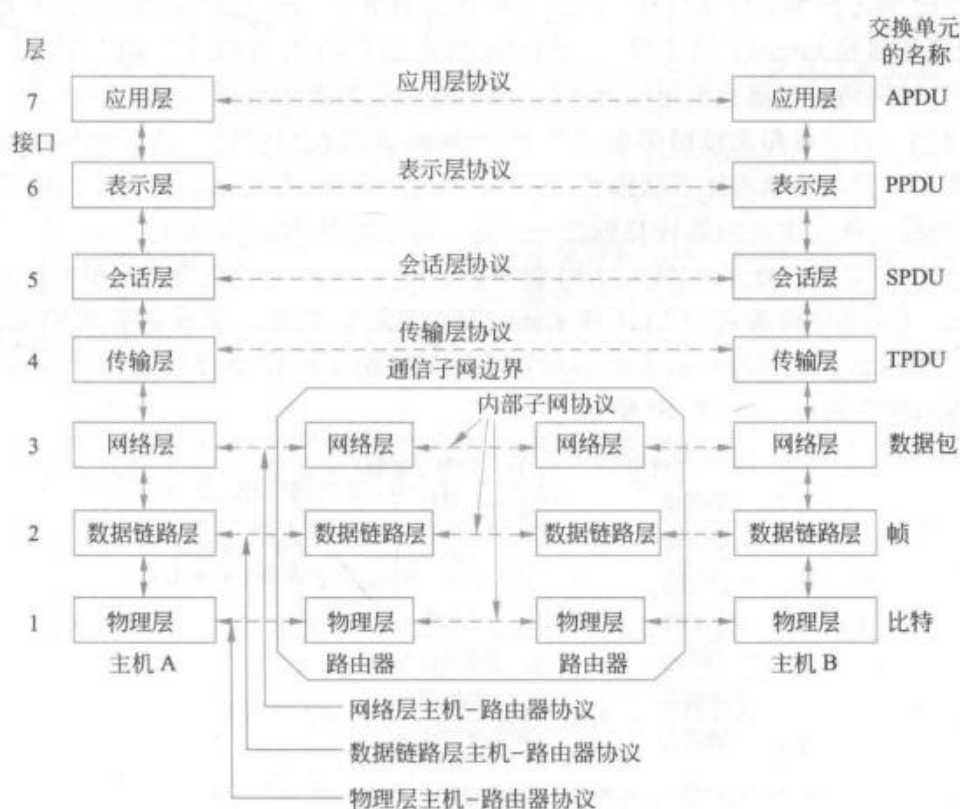 交换单元
的名称
层
7 应用层 应用层协议 应用层 APDU
接口
6 表示层 表示层协议 表示层 PPDU
5 会话层 会话层协议 会话层 SPDU
4 传输层 传输层协议 传输层 TPDU
通信子网边界
内部子网协议
3 网络层 网络层 网络层 网络层 数据包
2 数据链路层 数据链路层 数据链路层 数据链路层 帧
1 物理层 物理层 物理层 物理层 比特
主机 A 路由器 路由器 主机 B
网络层主机-路由器协议
数据链路层主机-路由器协议
物理层主机-路由器协议